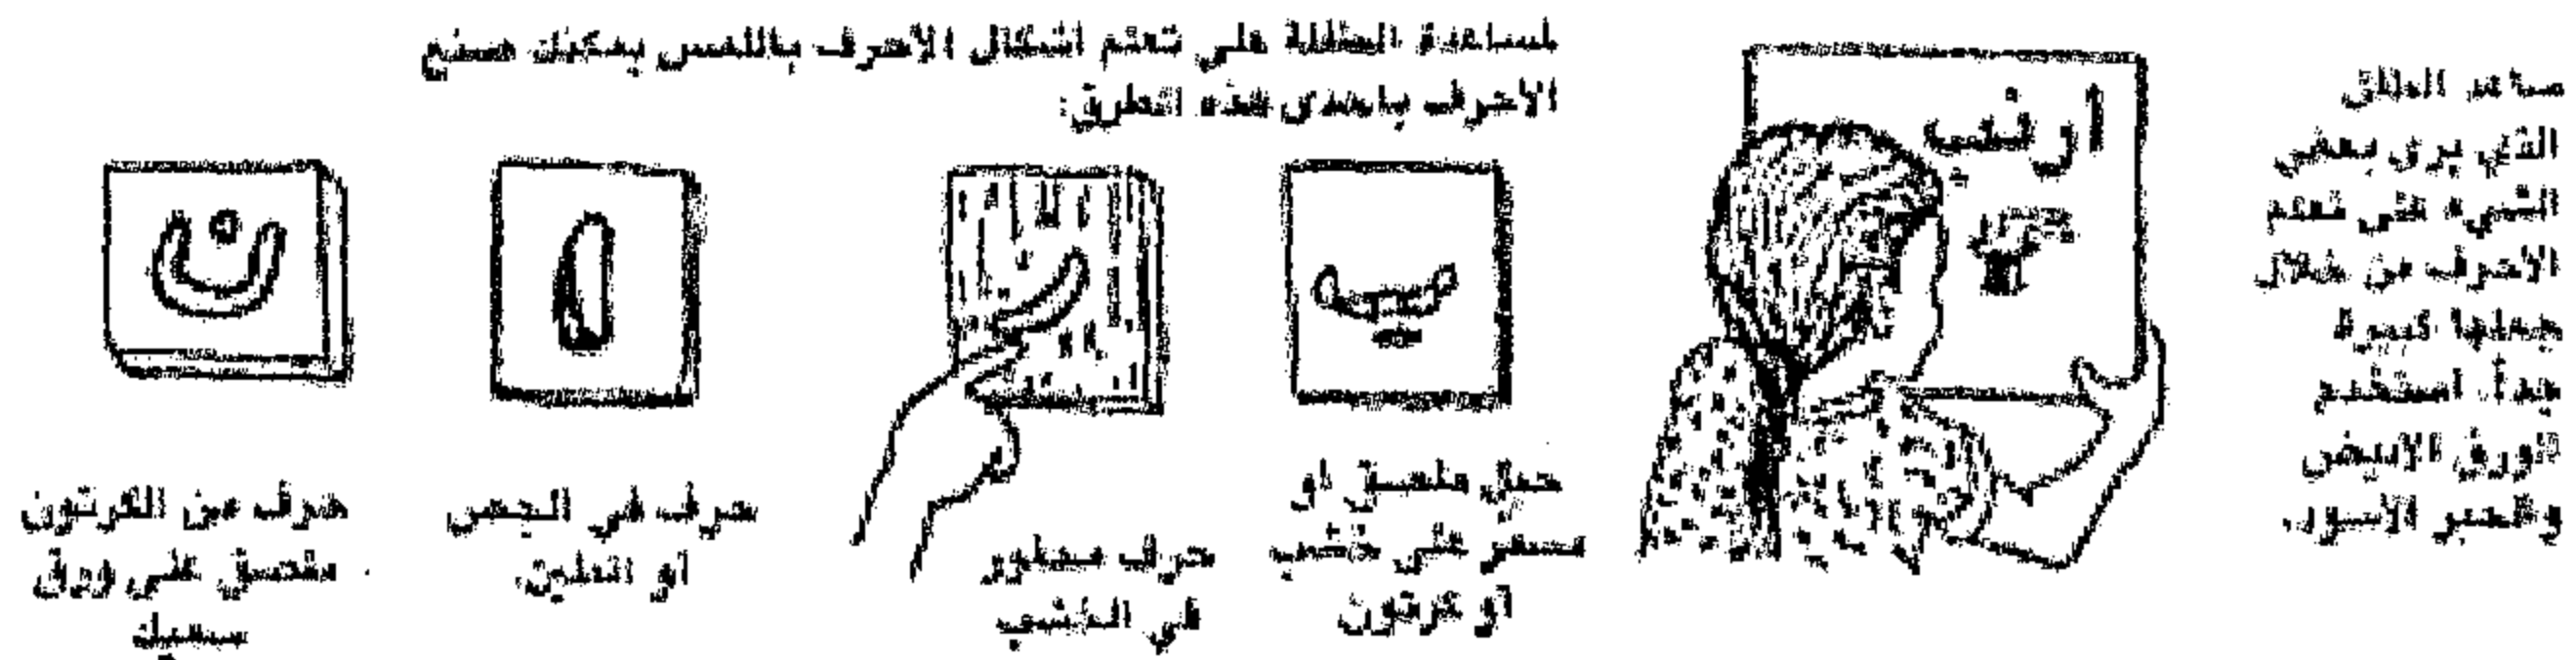 ساعد الطفل
الذي يرى بعض
الشيء على تعلم
الاحرف من خلال
جعلها كبيرة
جداً. استخدم
الورق الابيض
والحبر الاسود.
ارنب
لمساعدة الطفلة على تعلم اشكال الاحرف باللمس يمكنك صنع
الاحرف باحدى هذه الطرق:
ب
ن
حبل ملصق او
على خشب
او كرتون
حرف محفور
في الخشب
حرف في الجص
او الطين
حرف من الكرتون
ملصق على ورق
سميك